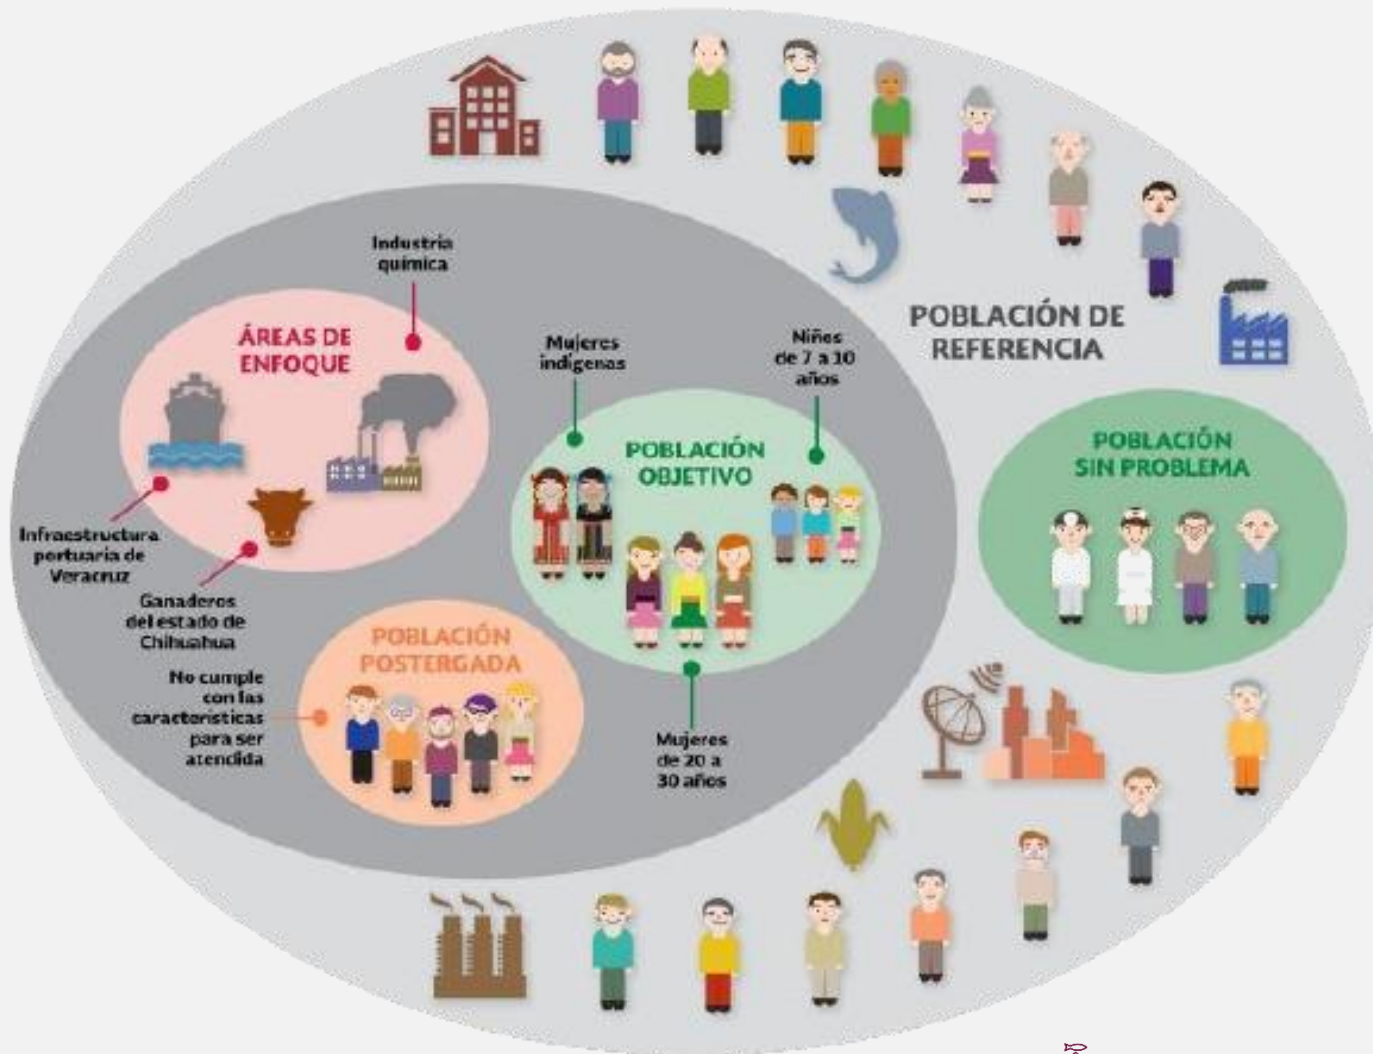 Industria
química
ÁREAS DE
ENFOQUE
Infraestructura
portuaria de
Veracruz
Ganaderos
del estado de
Chihuahua
Mujeres
indígenas
Niños
de 7 a 10
años
POBLACIÓN
OBJETIVO
Mujeres
de 20 a
30 años
POBLACIÓN
POSTERGADA
No cumple
con las
características
para ser
atendida
POBLACIÓN DE
REFERENCIA
POBLACIÓN
SIN PROBLEMA